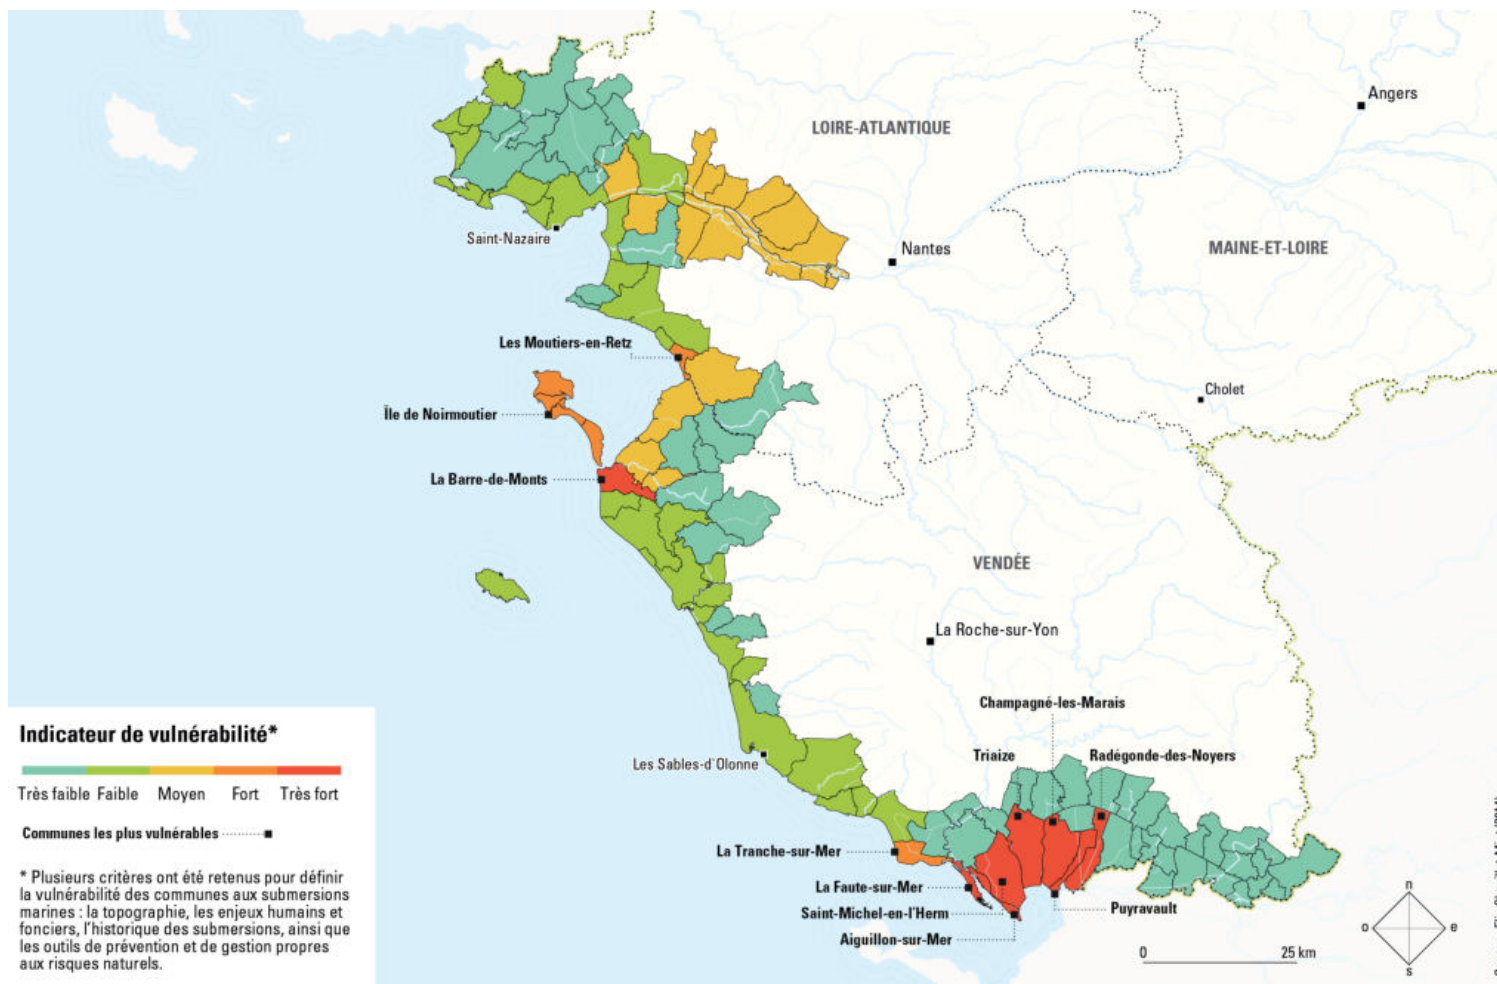 Angers
LOIRE-ATLANTIQUE
Saint-Nazaire
Nantes
MAINE-ET-LOIRE
Les Moutiers-en-Retz
Cholet
Île de Noirmoutier
La Barre-de-Monts
VENDÉE
La Roche-sur-Yon
Champagné-les-Marais
Triaize
Radégonde-des-Noyers
Les Sables-d'Olonne
La Tranche-sur-Mer
La Faute-sur-Mer
Saint-Michel-en-l'Herm
Puyravault
Aiguillon-sur-Mer
Indicateur de vulnérabilité*
Très faible Faible Moyen Fort Très fort
Communes les plus vulnérables
* Plusieurs critères ont été retenus pour définir
la vulnérabilité des communes aux submersions
marines : la topographie, les enjeux humains et
fonciers, l'historique des submersions, ainsi que
les outils de prévention et de gestion propres
aux risques naturels.
0 25 km
n
o e
s